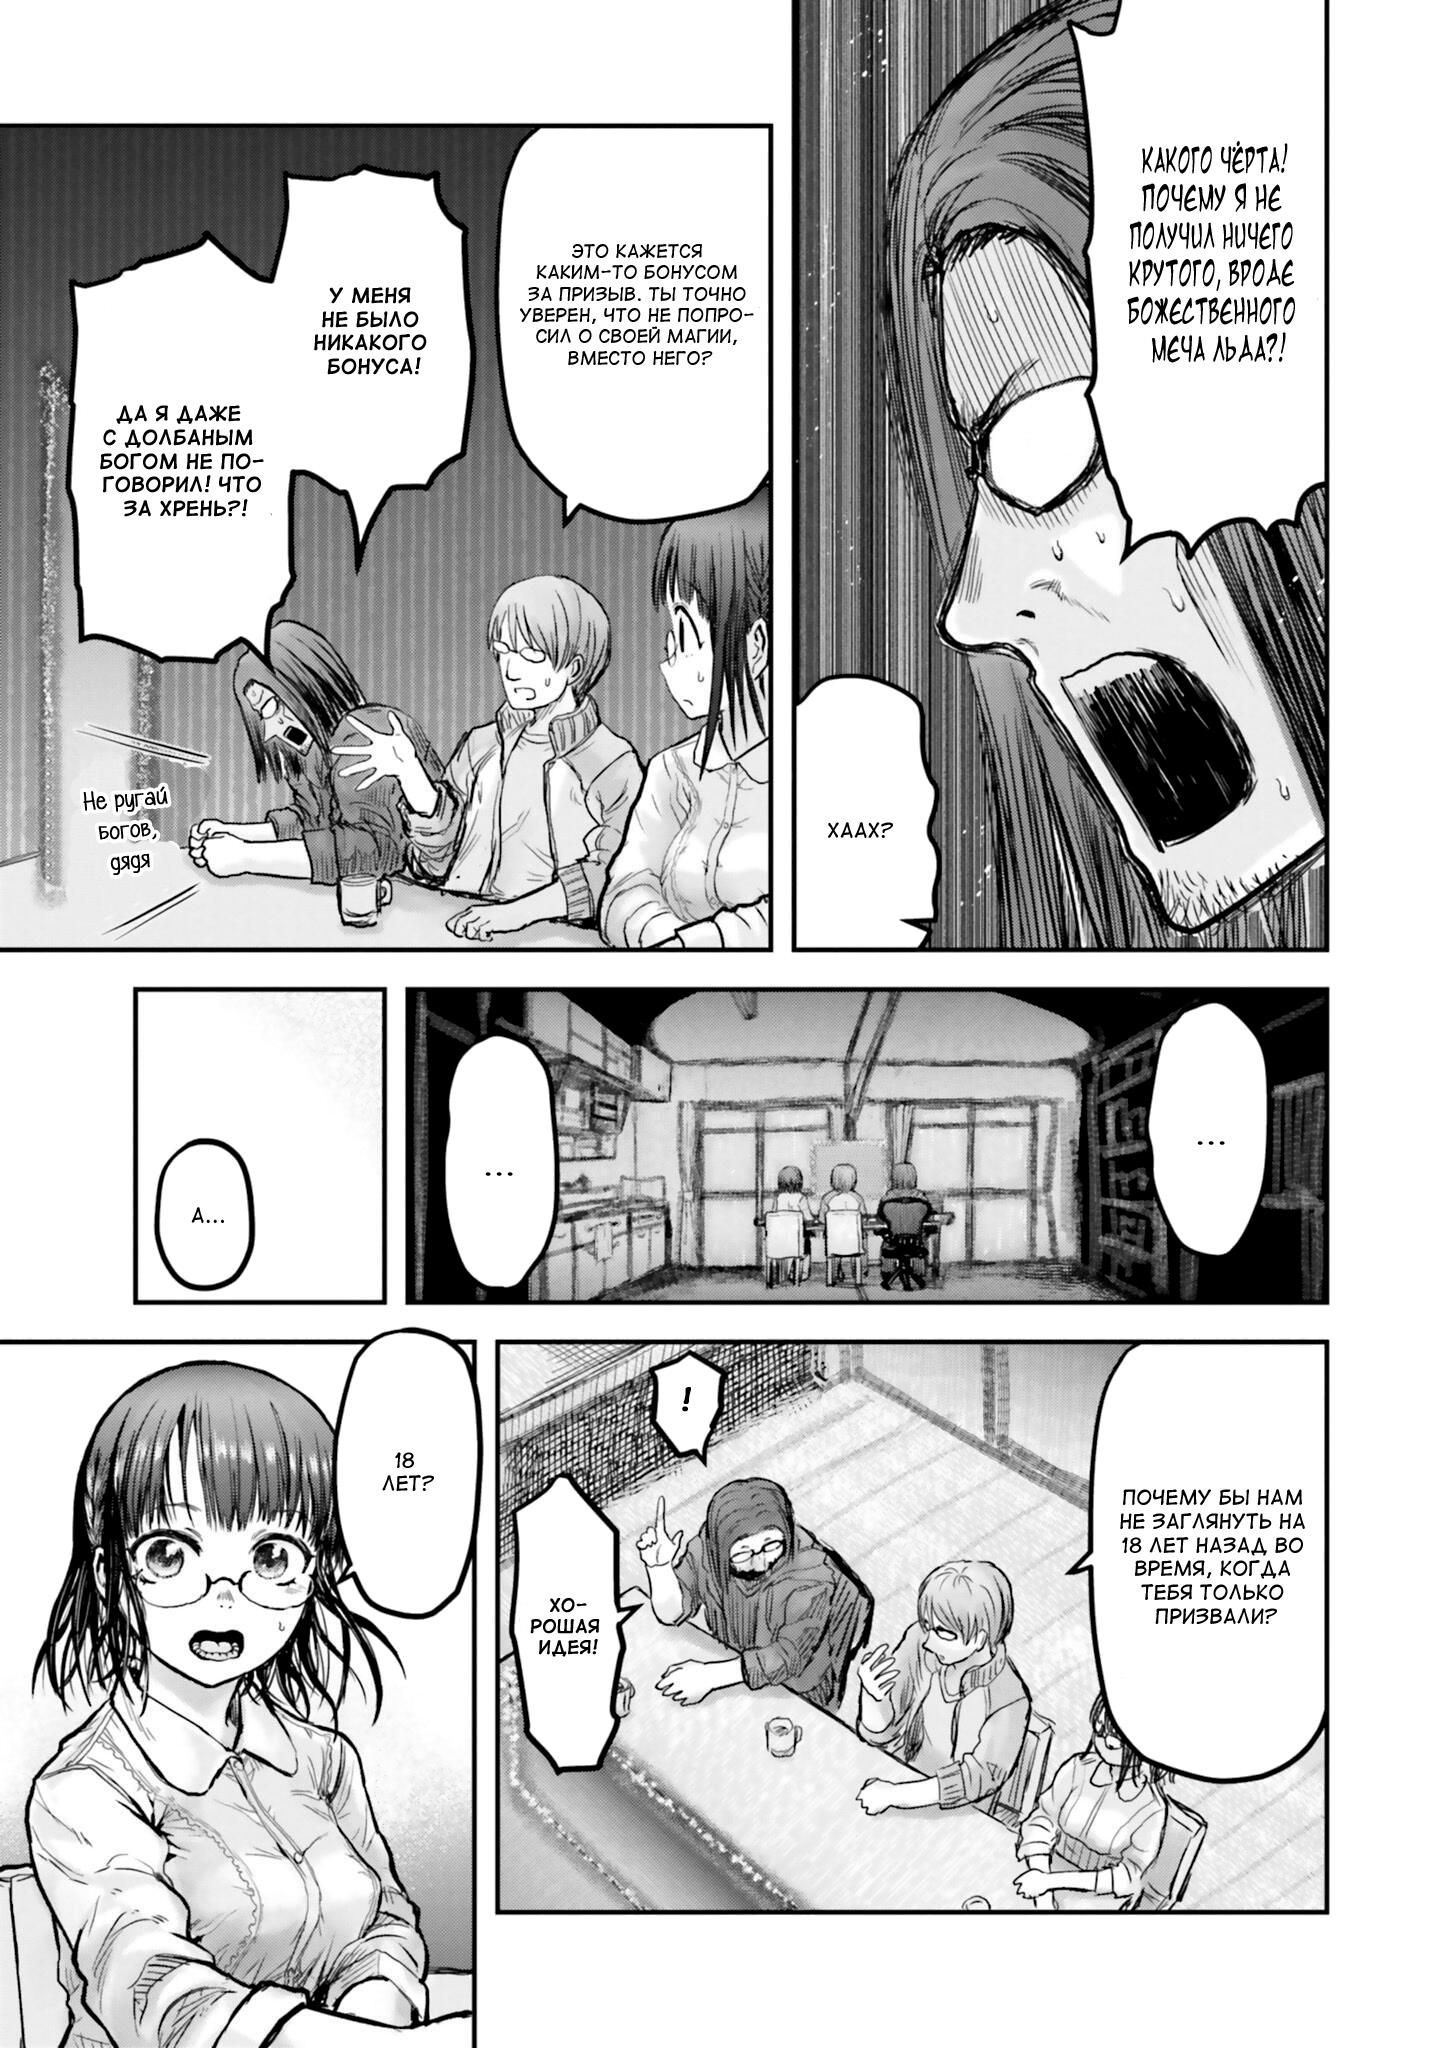 КАКОГО ЧЁРТА!
ПОЧЕМУ Я НЕ
ПОЛУЧИЛ НИЧЕГО
КРУТОГО, ВРОДЕ
БОЖЕСТВЕННОГО
МЕЧА ЛЬДА?!
ХААХ?
ЭТО КАЖЕТСЯ
КАКИМ-ТО БОНУСОМ
ЗА ПРИЗЫВ. ТЫ ТОЧНО
УВЕРЕН, ЧТО НЕ ПОПРО-
СИЛ О СВОЕЙ МАГИИ,
ВМЕСТО НЕГО?
У МЕНЯ
НЕ БЫЛО
НИКАКОГО
БОНУСА!
ДА Я ДАЖЕ
С ДОЛБАНЫМ
БОГОМ НЕ ПО-
ГОВОРИЛ! ЧТО
ЗА ХРЕНЬ?!
Не ругай
богов,
дядя
...
...
А...
ПОЧЕМУ БЫ НАМ
НЕ ЗАГЛЯНУТЬ НА
18 ЛЕТ НАЗАД ВО
ВРЕМЯ, КОГДА
ТЕБЯ ТОЛЬКО
ПРИЗВАЛИ?
!
ХО-
РОШАЯ
ИДЕЯ!
18
ЛЕТ?